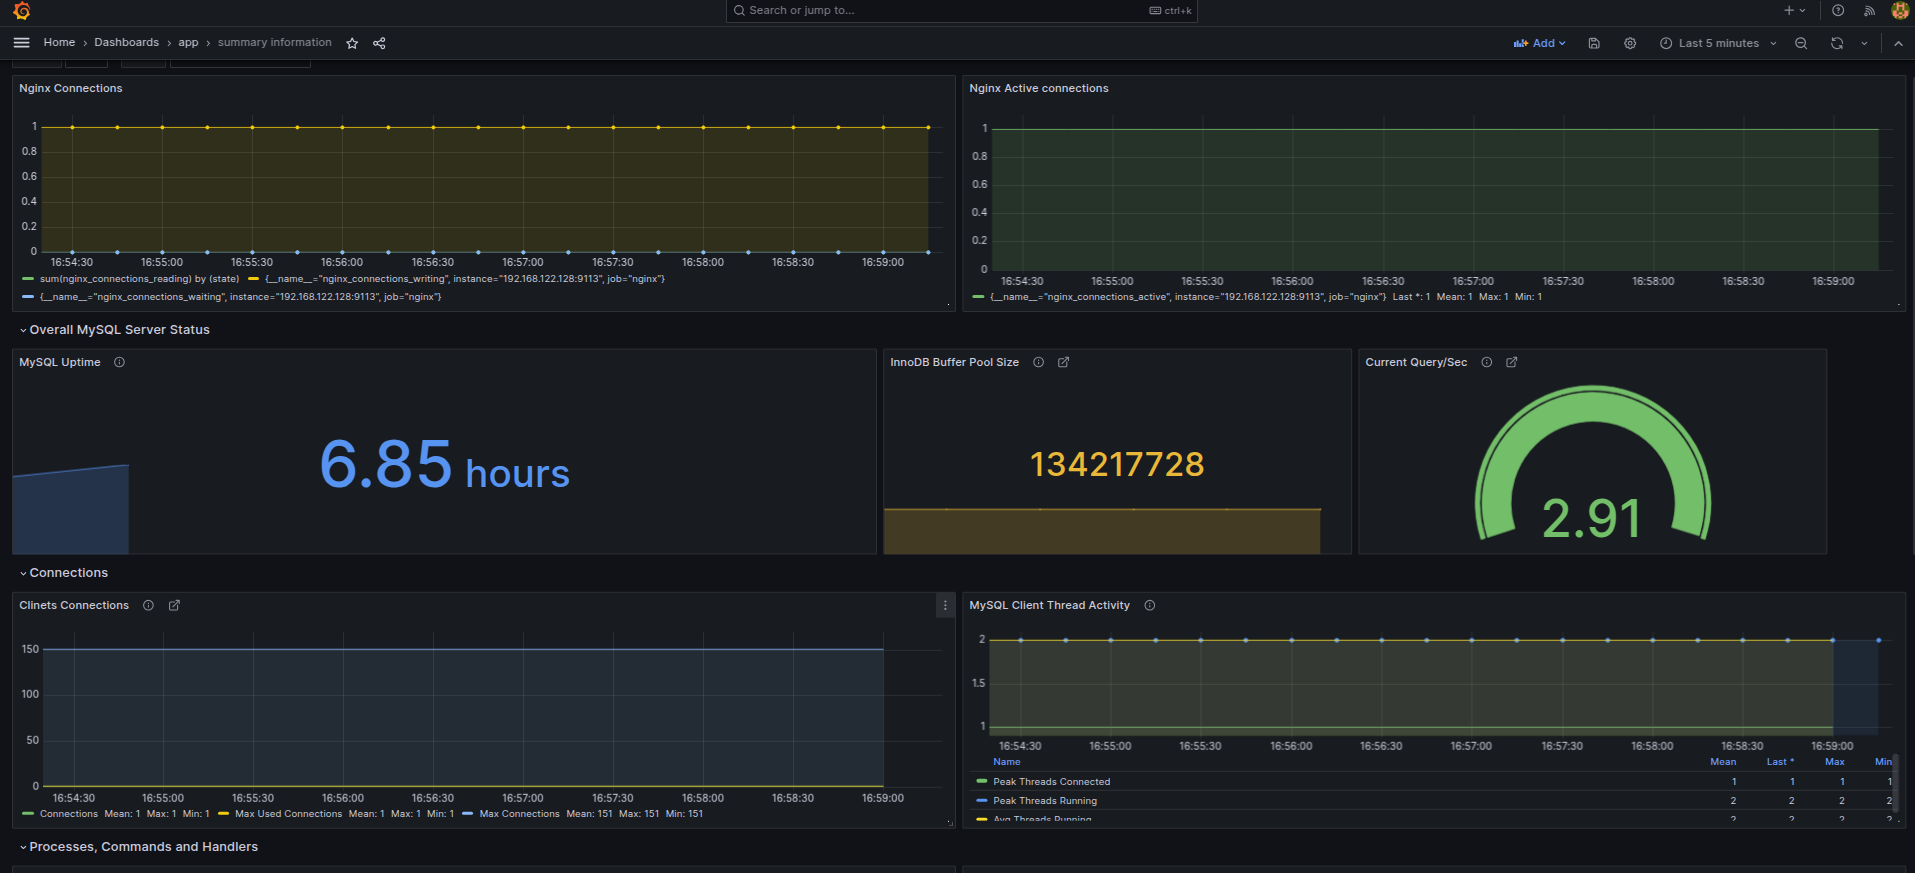 Search or jump to...
ctrl+k
Home › Dashboards › app › summary information
Add
Last 5 minutes
Nginx Connections
1
0.8
0.6
0.4
0.2
0
16:54:30 16:55:00 16:55:30 16:56:00 16:56:30 16:57:00 16:57:30 16:58:00 16:58:30 16:59:00
sum(nginx_connections_reading) by (state) {__name__="nginx_connections_writing", instance="192.168.122.128:9113", job="nginx"}
{__name__="nginx_connections_waiting", instance="192.168.122.128:9113", job="nginx"}
Nginx Active connections
1
0.8
0.6
0.4
0.2
0
16:54:30 16:55:00 16:55:30 16:56:00 16:56:30 16:57:00 16:57:30 16:58:00 16:58:30 16:59:00
{__name__="nginx_connections_active", instance="192.168.122.128:9113", job="nginx"} Last *: 1 Mean: 1 Max: 1 Min: 1
Overall MySQL Server Status
MySQL Uptime
6.85 hours
InnoDB Buffer Pool Size
134217728
Current Query/Sec
2.91
Connections
Clinets Connections
150
100
50
0
16:54:30 16:55:00 16:55:30 16:56:00 16:56:30 16:57:00 16:57:30 16:58:00 16:58:30 16:59:00
Connections Mean: 1 Max: 1 Min: 1 Max Used Connections Mean: 1 Max: 1 Min: 1 Max Connections Mean: 151 Max: 151 Min: 151
MySQL Client Thread Activity
2
1.5
1
16:54:30 16:55:00 16:55:30 16:56:00 16:56:30 16:57:00 16:57:30 16:58:00 16:58:30 16:59:00
Name Mean Last * Max Min
Peak Threads Connected 1 1 1 1
Peak Threads Running 2 2 2 2
Avg Threads Running 2 2 2 2
Processes, Commands and Handlers